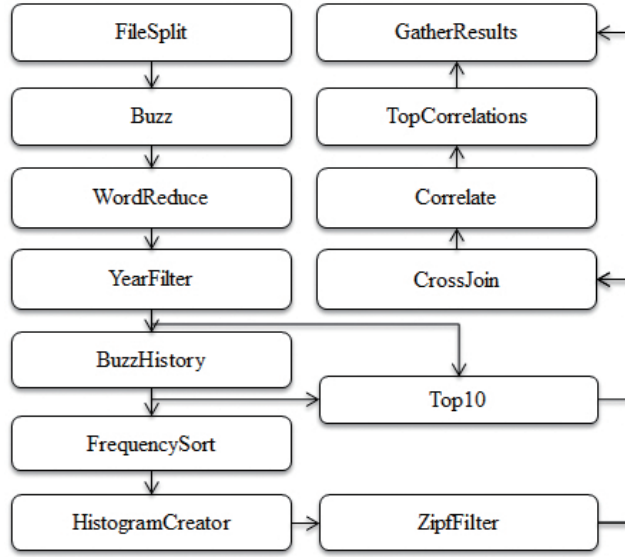 FileSplit
Buzz
WordReduce
YearFilter
BuzzHistory
FrequencySort
HistogramCreator
GatherResults
TopCorrelations
Correlate
CrossJoin
Top10
ZipfFilter